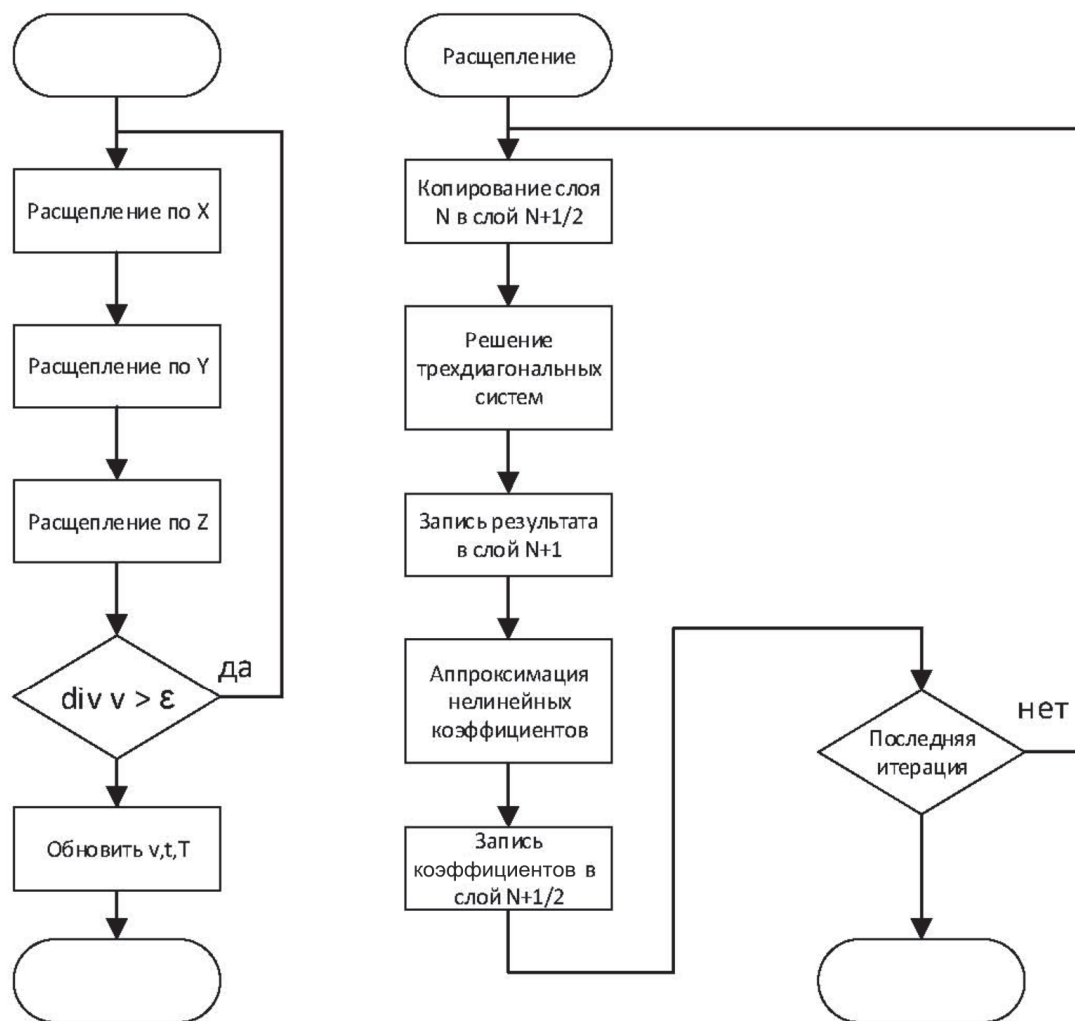 Расщепление по X
Расщепление по Y
Расщепление по Z
div v > ε
да
Обновить v,t,T
Расщепление
Копирование слоя
N в слой N+1/2
Решение
трехдиагональных
систем
Запись результата
в слой N+1
Аппроксимация
нелинейных
коэффициентов
Запись
коэффициентов в
слой N+1/2
Последняя
итерация
нет